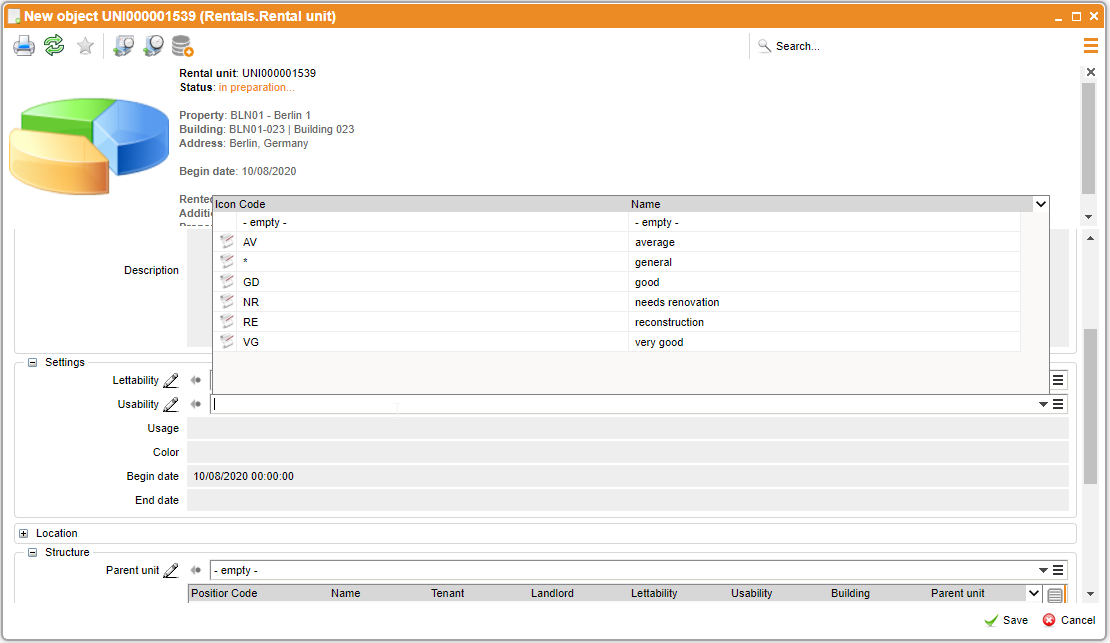 New object UNI000001539 (Rentals.Rental unit)
Search...
Rental unit: UNI000001539
Status: in preparation...
Property: BLN01 - Berlin 1
Building: BLN01-023 | Building 023
Address: Berlin, Germany
Begin date: 10/08/2020
Rented
Additi
Icon Code Name
- empty - - empty -
AV average
* general
GD good
NR needs renovation
RE reconstruction
VG very good
Description
Settings
Lettability
Usability
Usage
Color
Begin date 10/08/2020 00:00:00
End date
Location
Structure
Parent unit - empty -
Position Code Name Tenant Landlord Lettability Usability Building Parent unit
Save Cancel